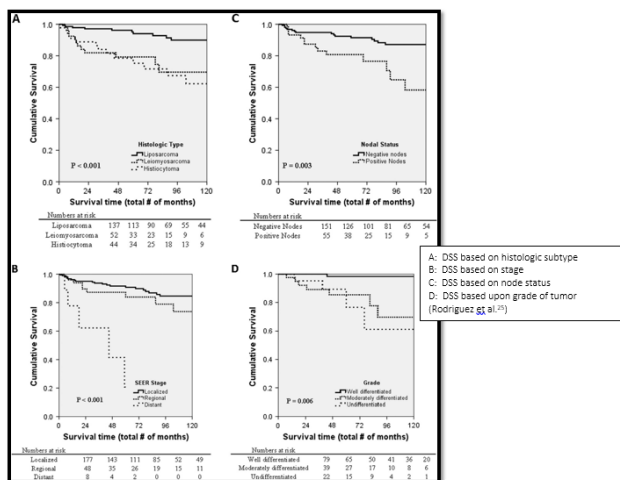 A
Cumulative Survival
1.0
0.8
0.6
0.4
0.2
0.0
Histologic Type
Liposarcoma
Leiomyosarcoma
Histiocytoma
P < 0.001
0 24 48 72 96 120
Survival time (total # of months)
Numbers at risk
Liposarcoma 137 113 90 69 55 44
Leiomyosarcoma 52 33 23 15 9 6
Histiocytoma 44 34 25 18 13 9
C
Cumulative Survival
1.0
0.8
0.6
0.4
0.2
0.0
Nodal Status
Negative nodes
Positive Nodes
P = 0.003
0 24 48 72 96 120
Survival time (total # of months)
Numbers at risk
Negative Nodes 151 126 101 81 65 54
Positive Nodes 55 38 25 15 9 5
B
Cumulative Survival
1.0
0.8
0.6
0.4
0.2
0.0
SEER Stage
Localized
Regional
Distant
P < 0.001
0 24 48 72 96 120
Survival time (total # of months)
Numbers at risk
Localized 177 143 111 85 52 49
Regional 48 35 26 19 15 11
Distant 8 4 2 0 0 0
D
Cumulative Survival
1.0
0.8
0.6
0.4
0.2
0.0
Grade
Well differentiated
Moderately differentiated
Undifferentiated
P = 0.006
0 24 48 72 96 120
Survival time (total # of months)
Numbers at risk
Well differentiated 79 65 50 41 36 20
Moderately differentiated 39 27 17 10 8 6
Undifferentiated 22 15 9 4 2 1
A: DSS based on histologic subtype
B: DSS based on stage
C: DSS based on node status
D: DSS based upon grade of tumor
(Rodriguez et al.²⁵)